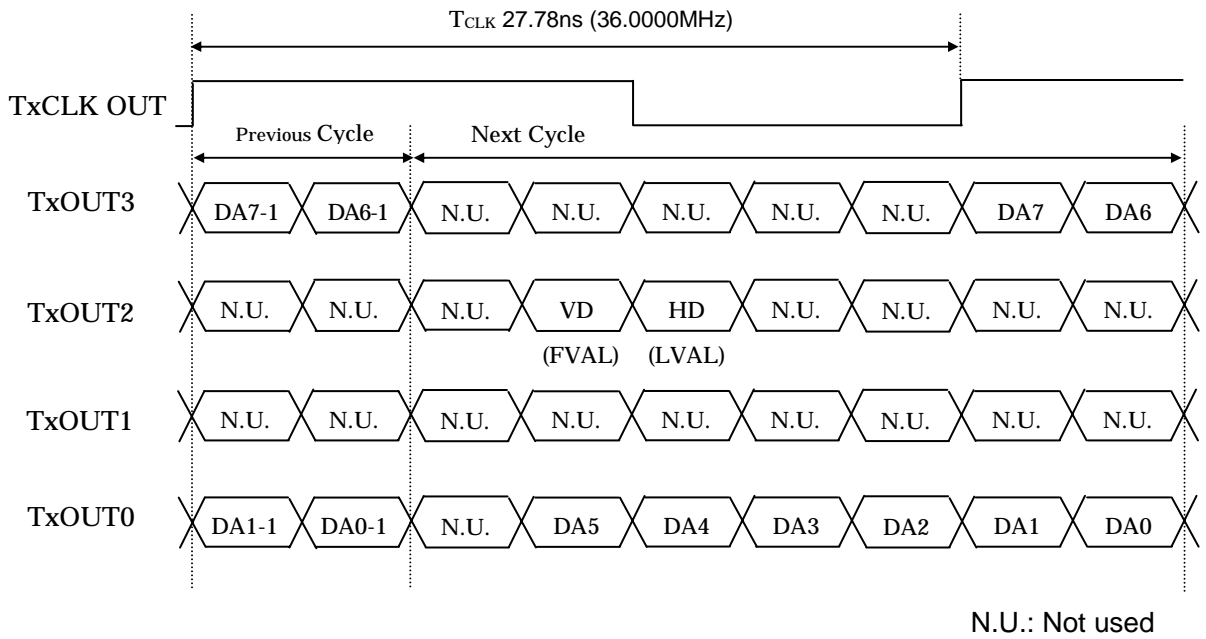 TCLK 27.78ns (36.0000MHz)
TxCLK OUT
Previous Cycle Next Cycle
TxOUT3 DA7-1 DA6-1 N.U. N.U. N.U. N.U. N.U. DA7 DA6
TxOUT2 N.U. N.U. N.U. VD HD N.U. N.U. N.U. N.U.
(FVAL) (LVAL)
TxOUT1 N.U. N.U. N.U. N.U. N.U. N.U. N.U. N.U. N.U.
TxOUT0 DA1-1 DA0-1 N.U. DA5 DA4 DA3 DA2 DA1 DA0
N.U.: Not used